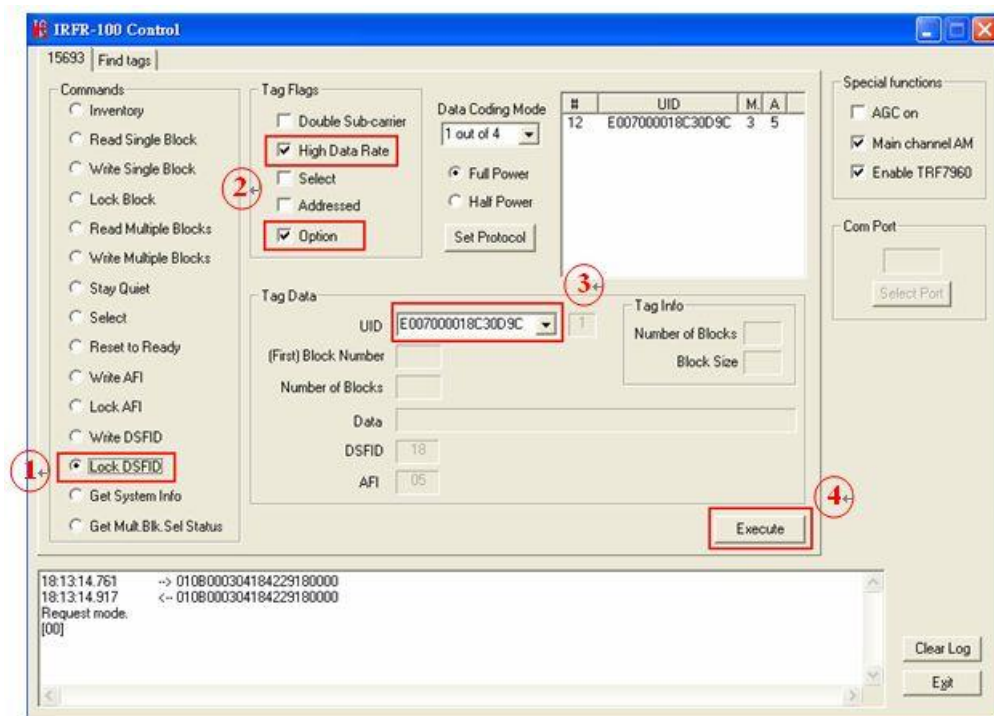 IRFR-100 Control
15693
Find tags
Commands
Inventory
Read Single Block
Write Single Block
Lock Block
Read Multiple Blocks
Write Multiple Blocks
Stay Quiet
Select
Reset to Ready
Write AFI
Lock AFI
Write DSFID
1
Lock DSFID
Get System Info
Get Mult.Blk.Sel Status
Tag Flags
Double Sub-carrier
High Data Rate
2
Select
Addressed
Option
Data Coding Mode
1 out of 4
Full Power
Half Power
Set Protocol
# UID M. A
12 E007000018C30D9C 3 5
Special functions
AGC on
Main channel AM
Enable TRF7960
Com Port
Select Port
3
Tag Data
UID E007000018C30D9C 1
(First) Block Number
Number of Blocks
Data
DSFID 18
AFI 05
Tag Info
Number of Blocks
Block Size
4
Execute
18:13:14.761 --> 010B000304184229180000
18:13:14.917 <-- 010B000304184229180000
Request mode.
[00]
Clear Log
Exit